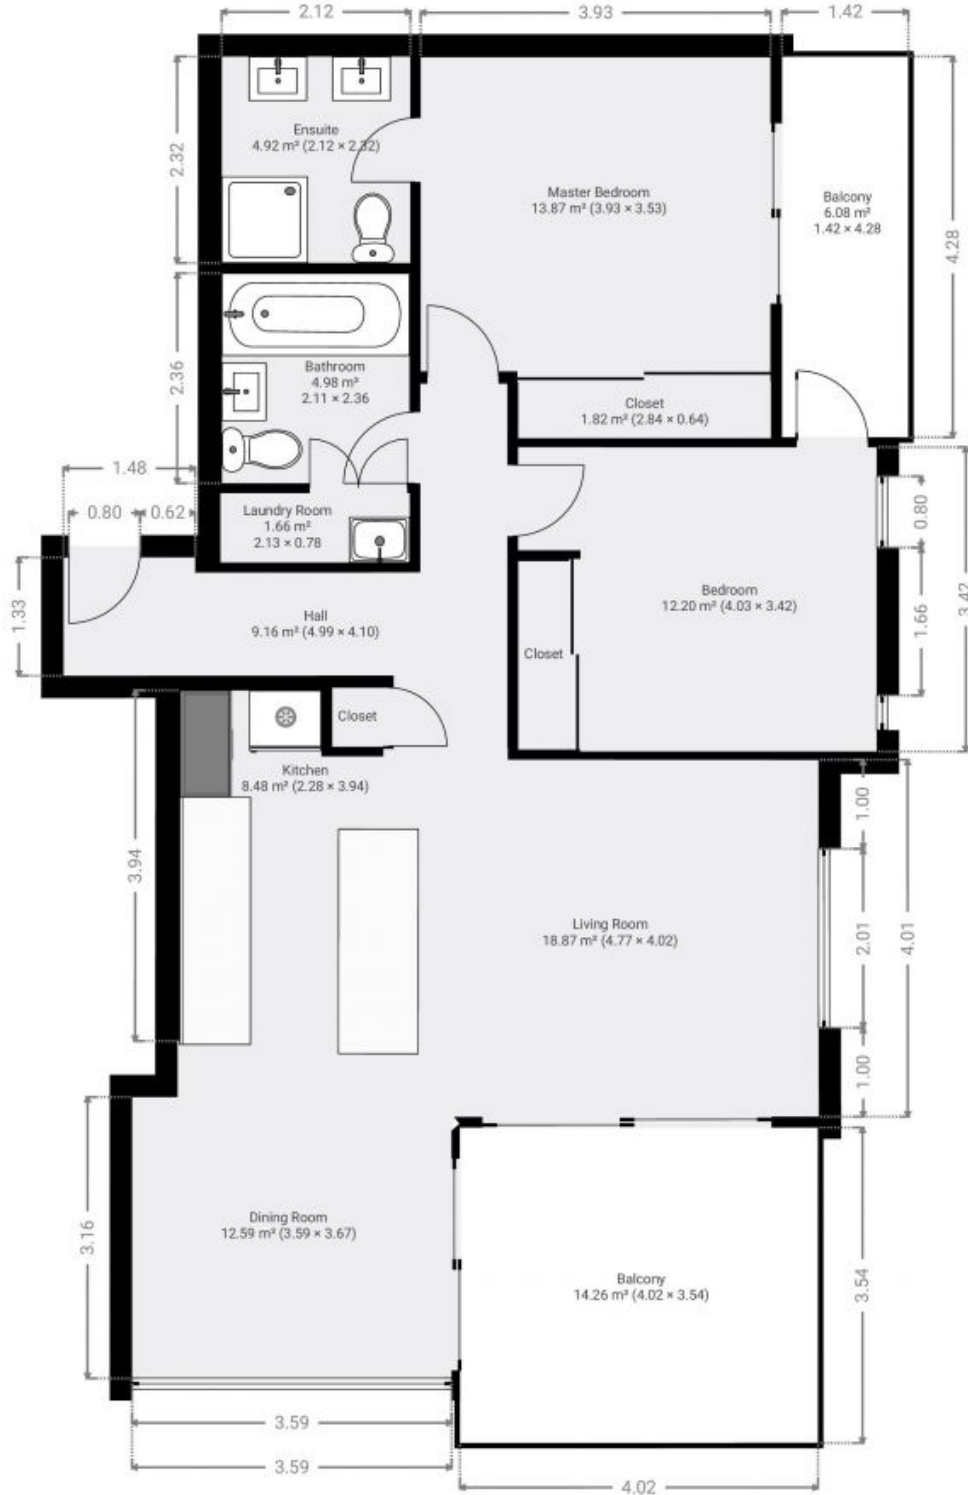 2.12
3.93
1.42
2.32
Ensuite
4.92 m² (2.12 × 2.32)
Master Bedroom
13.87 m² (3.93 × 3.53)
Balcony
6.08 m²
1.42 × 4.28
4.28
2.36
Bathroom
4.98 m²
2.11 × 2.36
Closet
1.82 m² (2.84 × 0.64)
1.48
0.80
0.62
Laundry Room
1.66 m²
2.13 × 0.78
0.80
1.33
Hall
9.16 m² (4.99 × 4.10)
Bedroom
12.20 m² (4.03 × 3.42)
1.66
3.42
Closet
Closet
Kitchen
8.48 m² (2.28 × 3.94)
1.00
3.94
Living Room
18.87 m² (4.77 × 4.02)
2.01
4.01
1.00
3.16
Dining Room
12.59 m² (3.59 × 3.67)
Balcony
14.26 m² (4.02 × 3.54)
3.54
3.59
3.59
4.02